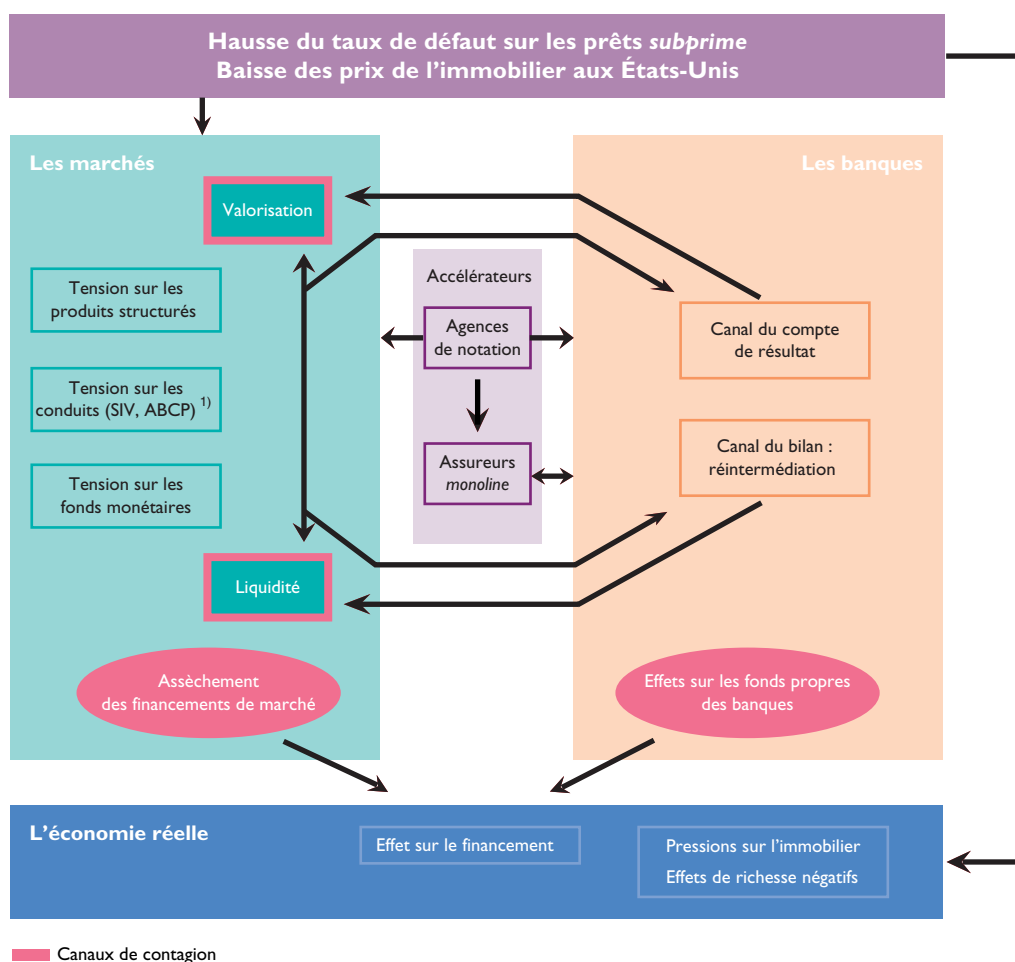 Hausse du taux de défaut sur les prêts subprime
Baisse des prix de l'immobilier aux États-Unis
Les marchés
Valorisation
Tension sur les
produits structurés
Tension sur les
conduits (SIV, ABCP) 1)
Tension sur les
fonds monétaires
Liquidité
Assèchement
des financements de marché
Accélérateurs
Agences
de notation
Assureurs
monoline
Les banques
Canal du compte
de résultat
Canal du bilan :
réintermédiation
Effets sur les fonds propres
des banques
L'économie réelle
Effet sur le financement
Pressions sur l'immobilier
Effets de richesse négatifs
Canaux de contagion